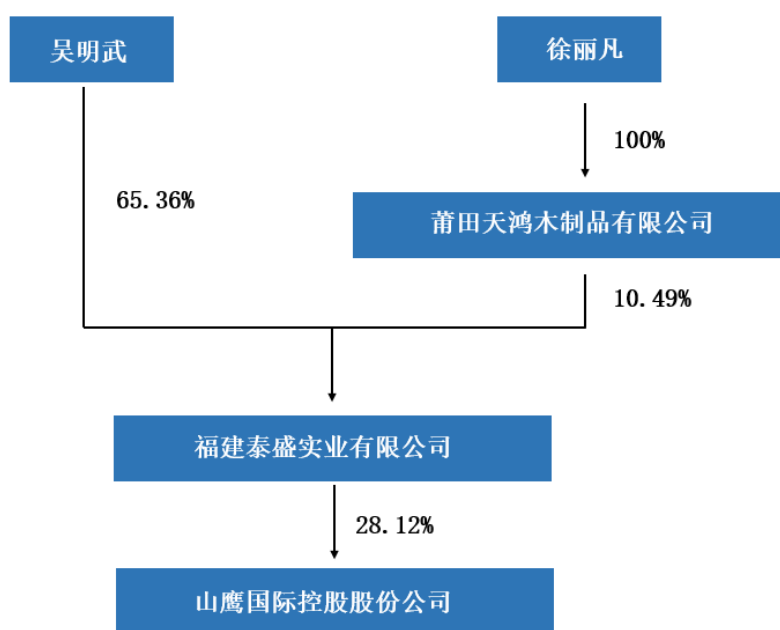 吴明武
徐丽凡
100%
65.36%
莆田天鸿木制品有限公司
10.49%
福建泰盛实业有限公司
28.12%
山鹰国际控股股份公司